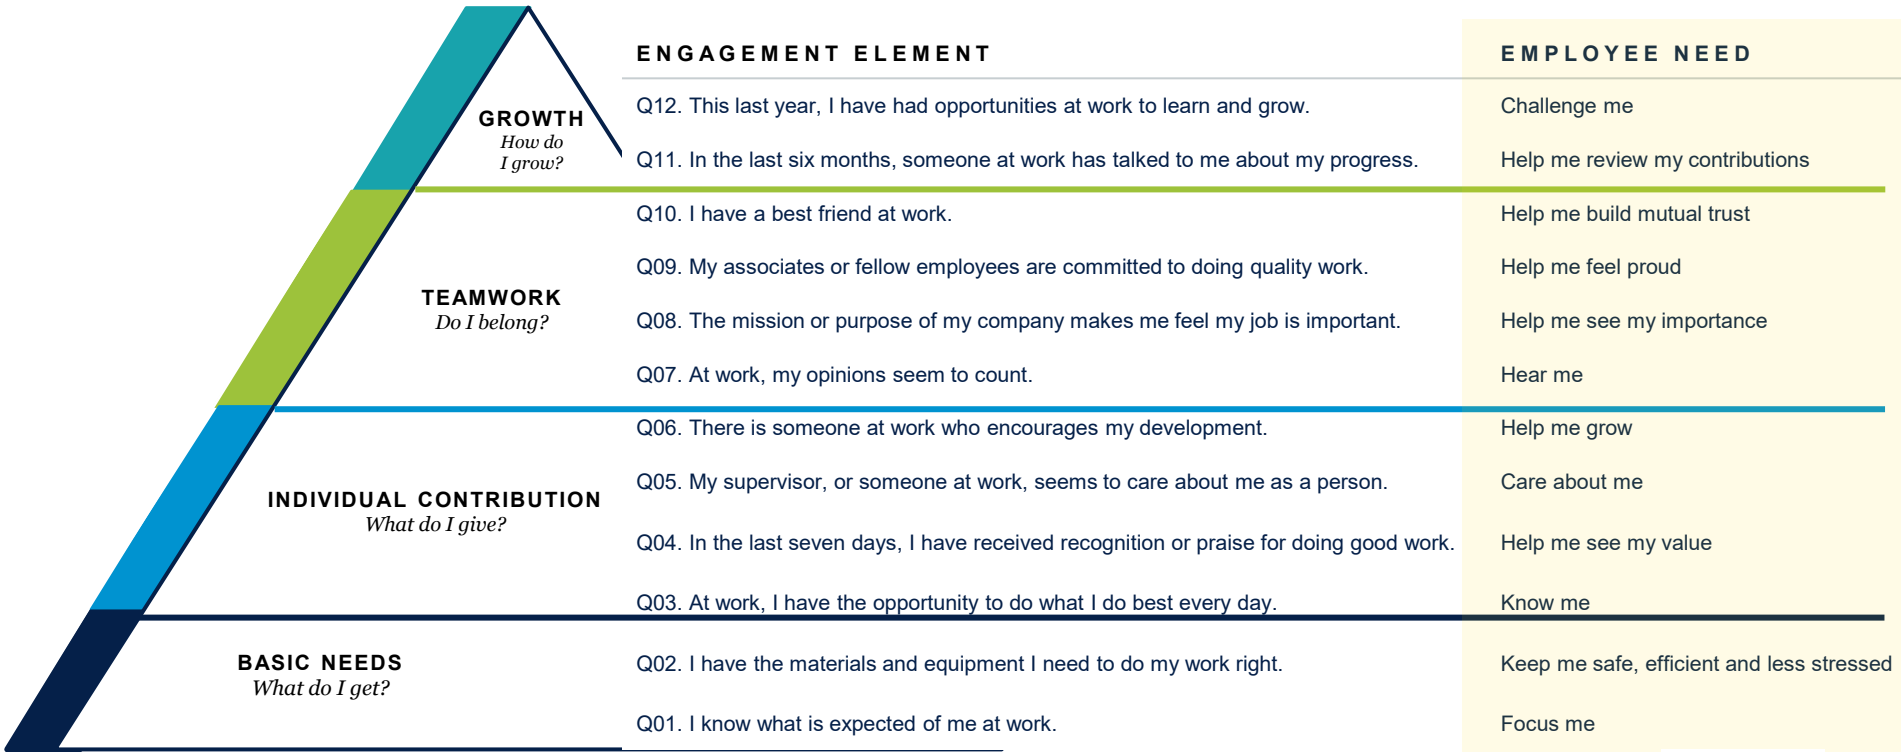 ENGAGEMENT ELEMENT EMPLOYEE NEED
GROWTH
How do
I grow?
Q12. This last year, I have had opportunities at work to learn and grow. Challenge me
Q11. In the last six months, someone at work has talked to me about my progress. Help me review my contributions
TEAMWORK
Do I belong?
Q10. I have a best friend at work. Help me build mutual trust
Q09. My associates or fellow employees are committed to doing quality work. Help me feel proud
Q08. The mission or purpose of my company makes me feel my job is important. Help me see my importance
Q07. At work, my opinions seem to count. Hear me
INDIVIDUAL CONTRIBUTION
What do I give?
Q06. There is someone at work who encourages my development. Help me grow
Q05. My supervisor, or someone at work, seems to care about me as a person. Care about me
Q04. In the last seven days, I have received recognition or praise for doing good work. Help me see my value
Q03. At work, I have the opportunity to do what I do best every day. Know me
BASIC NEEDS
What do I get?
Q02. I have the materials and equipment I need to do my work right. Keep me safe, efficient and less stressed
Q01. I know what is expected of me at work. Focus me